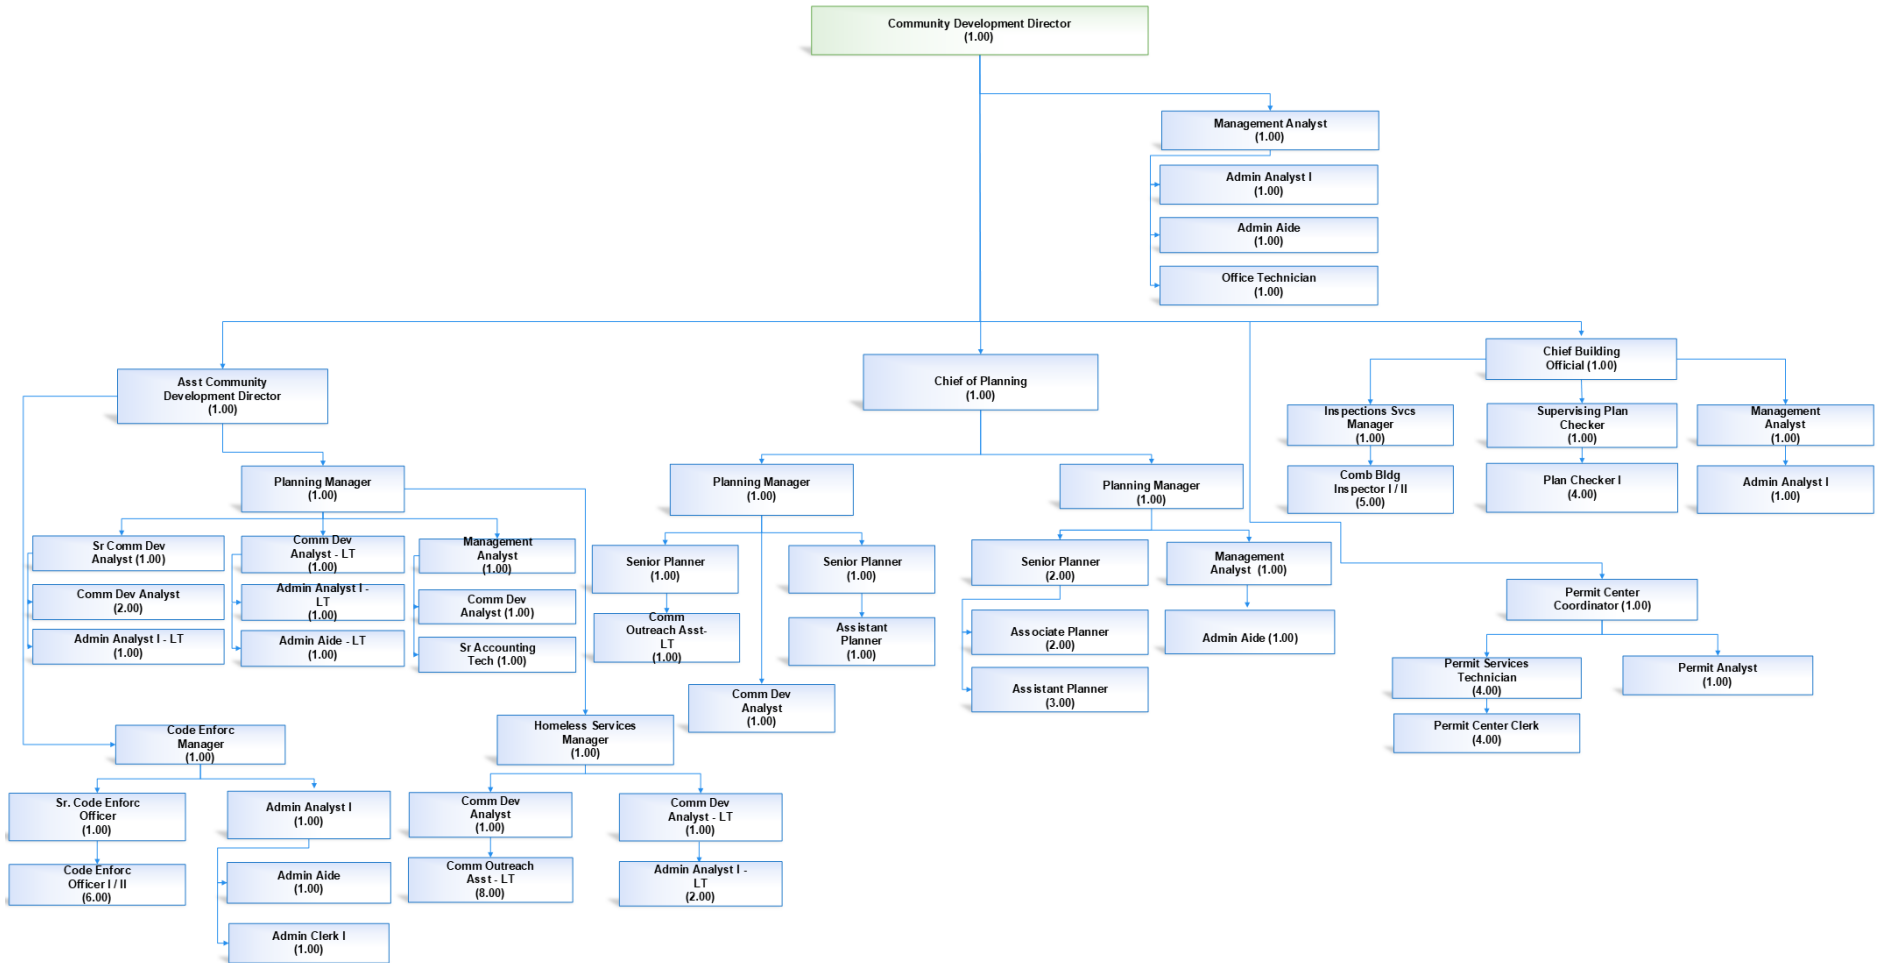 Community Development Director
(1.00)
Management Analyst
(1.00)
Admin Analyst I
(1.00)
Admin Aide
(1.00)
Office Technician
(1.00)
Asst Community
Development Director
(1.00)
Chief of Planning
(1.00)
Chief Building
Official (1.00)
Inspections Svcs
Manager
(1.00)
Supervising Plan
Checker
(1.00)
Management
Analyst
(1.00)
Comb Bldg
Inspector I / II
(5.00)
Plan Checker I
(4.00)
Admin Analyst I
(1.00)
Planning Manager
(1.00)
Planning Manager
(1.00)
Planning Manager
(1.00)
Sr Comm Dev
Analyst (1.00)
Comm Dev
Analyst - LT
(1.00)
Management
Analyst
(1.00)
Comm Dev Analyst
(2.00)
Admin Analyst I -
LT
(1.00)
Comm Dev
Analyst (1.00)
Admin Analyst I - LT
(1.00)
Admin Aide - LT
(1.00)
Sr Accounting
Tech (1.00)
Senior Planner
(1.00)
Senior Planner
(1.00)
Comm
Outreach Asst-
LT
(1.00)
Assistant
Planner
(1.00)
Comm Dev
Analyst
(1.00)
Senior Planner
(2.00)
Management
Analyst (1.00)
Associate Planner
(2.00)
Admin Aide (1.00)
Assistant Planner
(3.00)
Permit Center
Coordinator (1.00)
Permit Services
Technician
(4.00)
Permit Analyst
(1.00)
Permit Center Clerk
(4.00)
Code Enforc
Manager
(1.00)
Homeless Services
Manager
(1.00)
Sr. Code Enforc
Officer
(1.00)
Admin Analyst I
(1.00)
Comm Dev
Analyst
(1.00)
Comm Dev
Analyst - LT
(1.00)
Code Enforc
Officer I / II
(6.00)
Admin Aide
(1.00)
Comm Outreach
Asst - LT
(8.00)
Admin Analyst I -
LT
(2.00)
Admin Clerk I
(1.00)